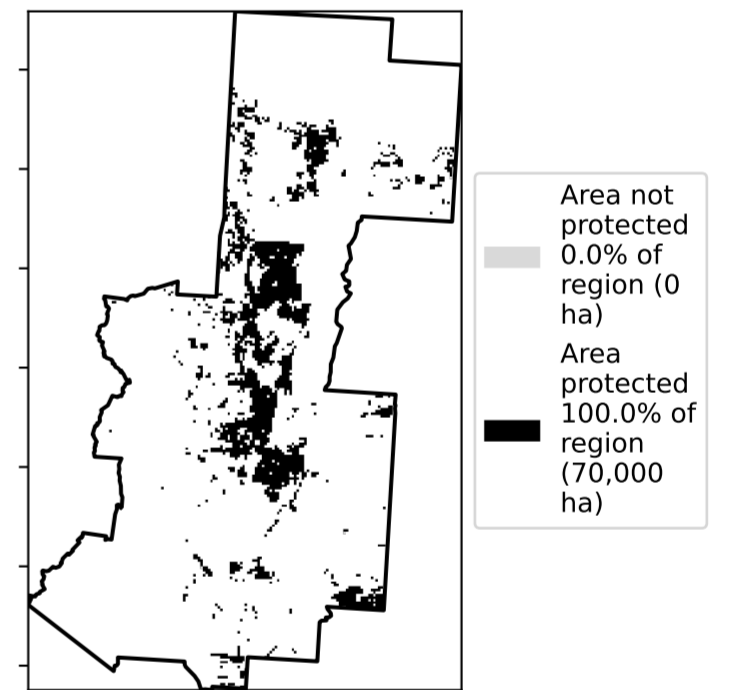 Area not
protected
0.0% of
region (0
ha)
Area
protected
100.0% of
region
(70,000
ha)